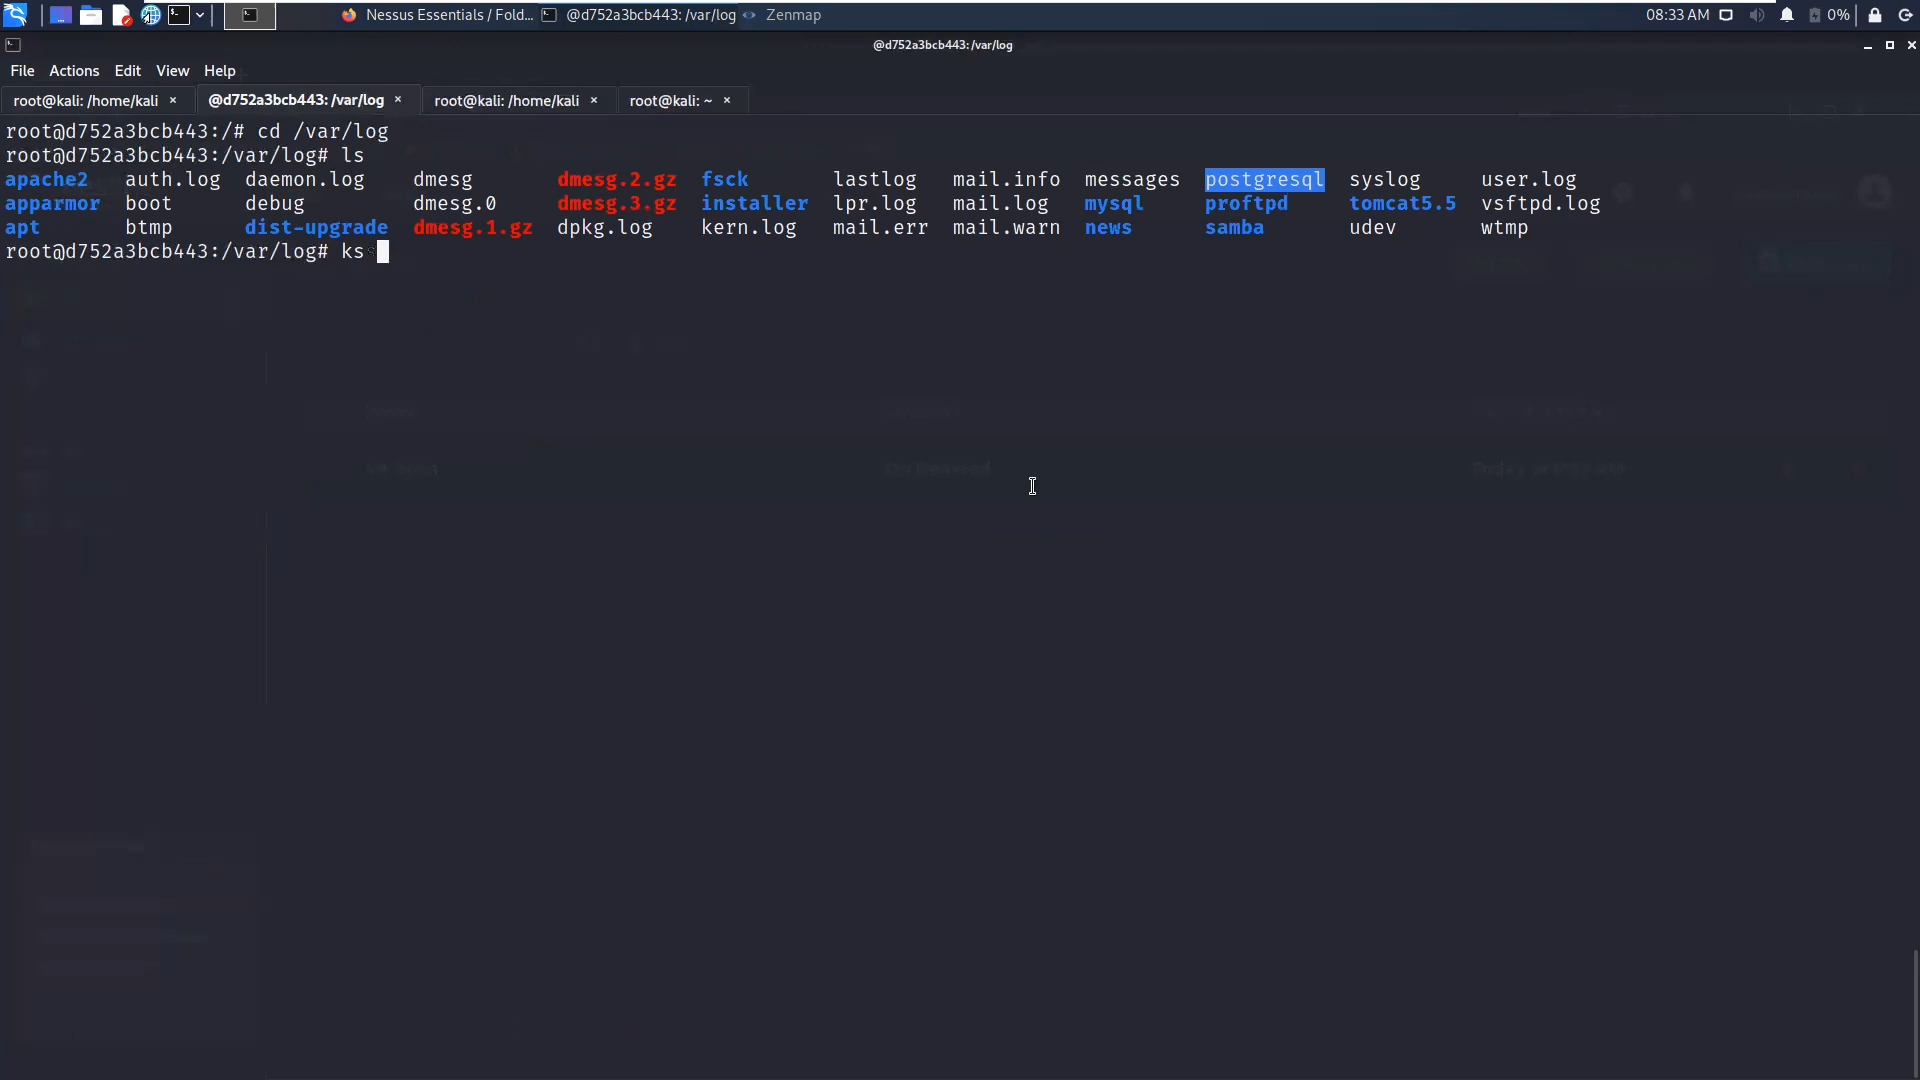 Nessus Essentials / Fold... @d752a3bcb443: /var/log Zenmap 08:33 AM 0%
@d752a3bcb443:/var/log
File Actions Edit View Help
root@kali: /home/kali × @d752a3bcb443: /var/log × root@kali: /home/kali × root@kali: ~ ×
root@d752a3bcb443:/# cd /var/log
root@d752a3bcb443:/var/log# ls
apache2 auth.log daemon.log dmesg dmesg.2.gz fsck lastlog mail.info messages postgresql syslog user.log
apparmor boot debug dmesg.0 dmesg.3.gz installer lpr.log mail.log mysql proftpd tomcat5.5 vsftpd.log
apt btmp dist-upgrade dmesg.1.gz dpkg.log kern.log mail.err mail.warn news samba udev wtmp
root@d752a3bcb443:/var/log# ks